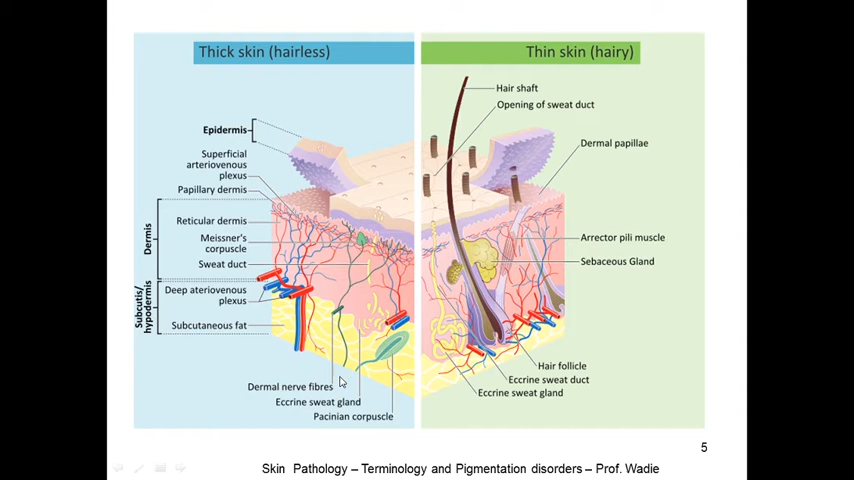 Thick skin (hairless)
Thin skin (hairy)
Epidermis
Superficial
arteriovenous
plexus
Papillary dermis
Reticular dermis
Meissner's
corpuscle
Sweat duct
Deep ateriovenous
plexus
Subcutaneous fat
Dermis
Subcutis/
hypodermis
Dermal nerve fibres
Eccrine sweat gland
Pacinian corpuscle
Hair shaft
Opening of sweat duct
Dermal papillae
Arrector pili muscle
Sebaceous Gland
Hair follicle
Eccrine sweat duct
Eccrine sweat gland
5
Skin Pathology – Terminology and Pigmentation disorders – Prof. Wadie